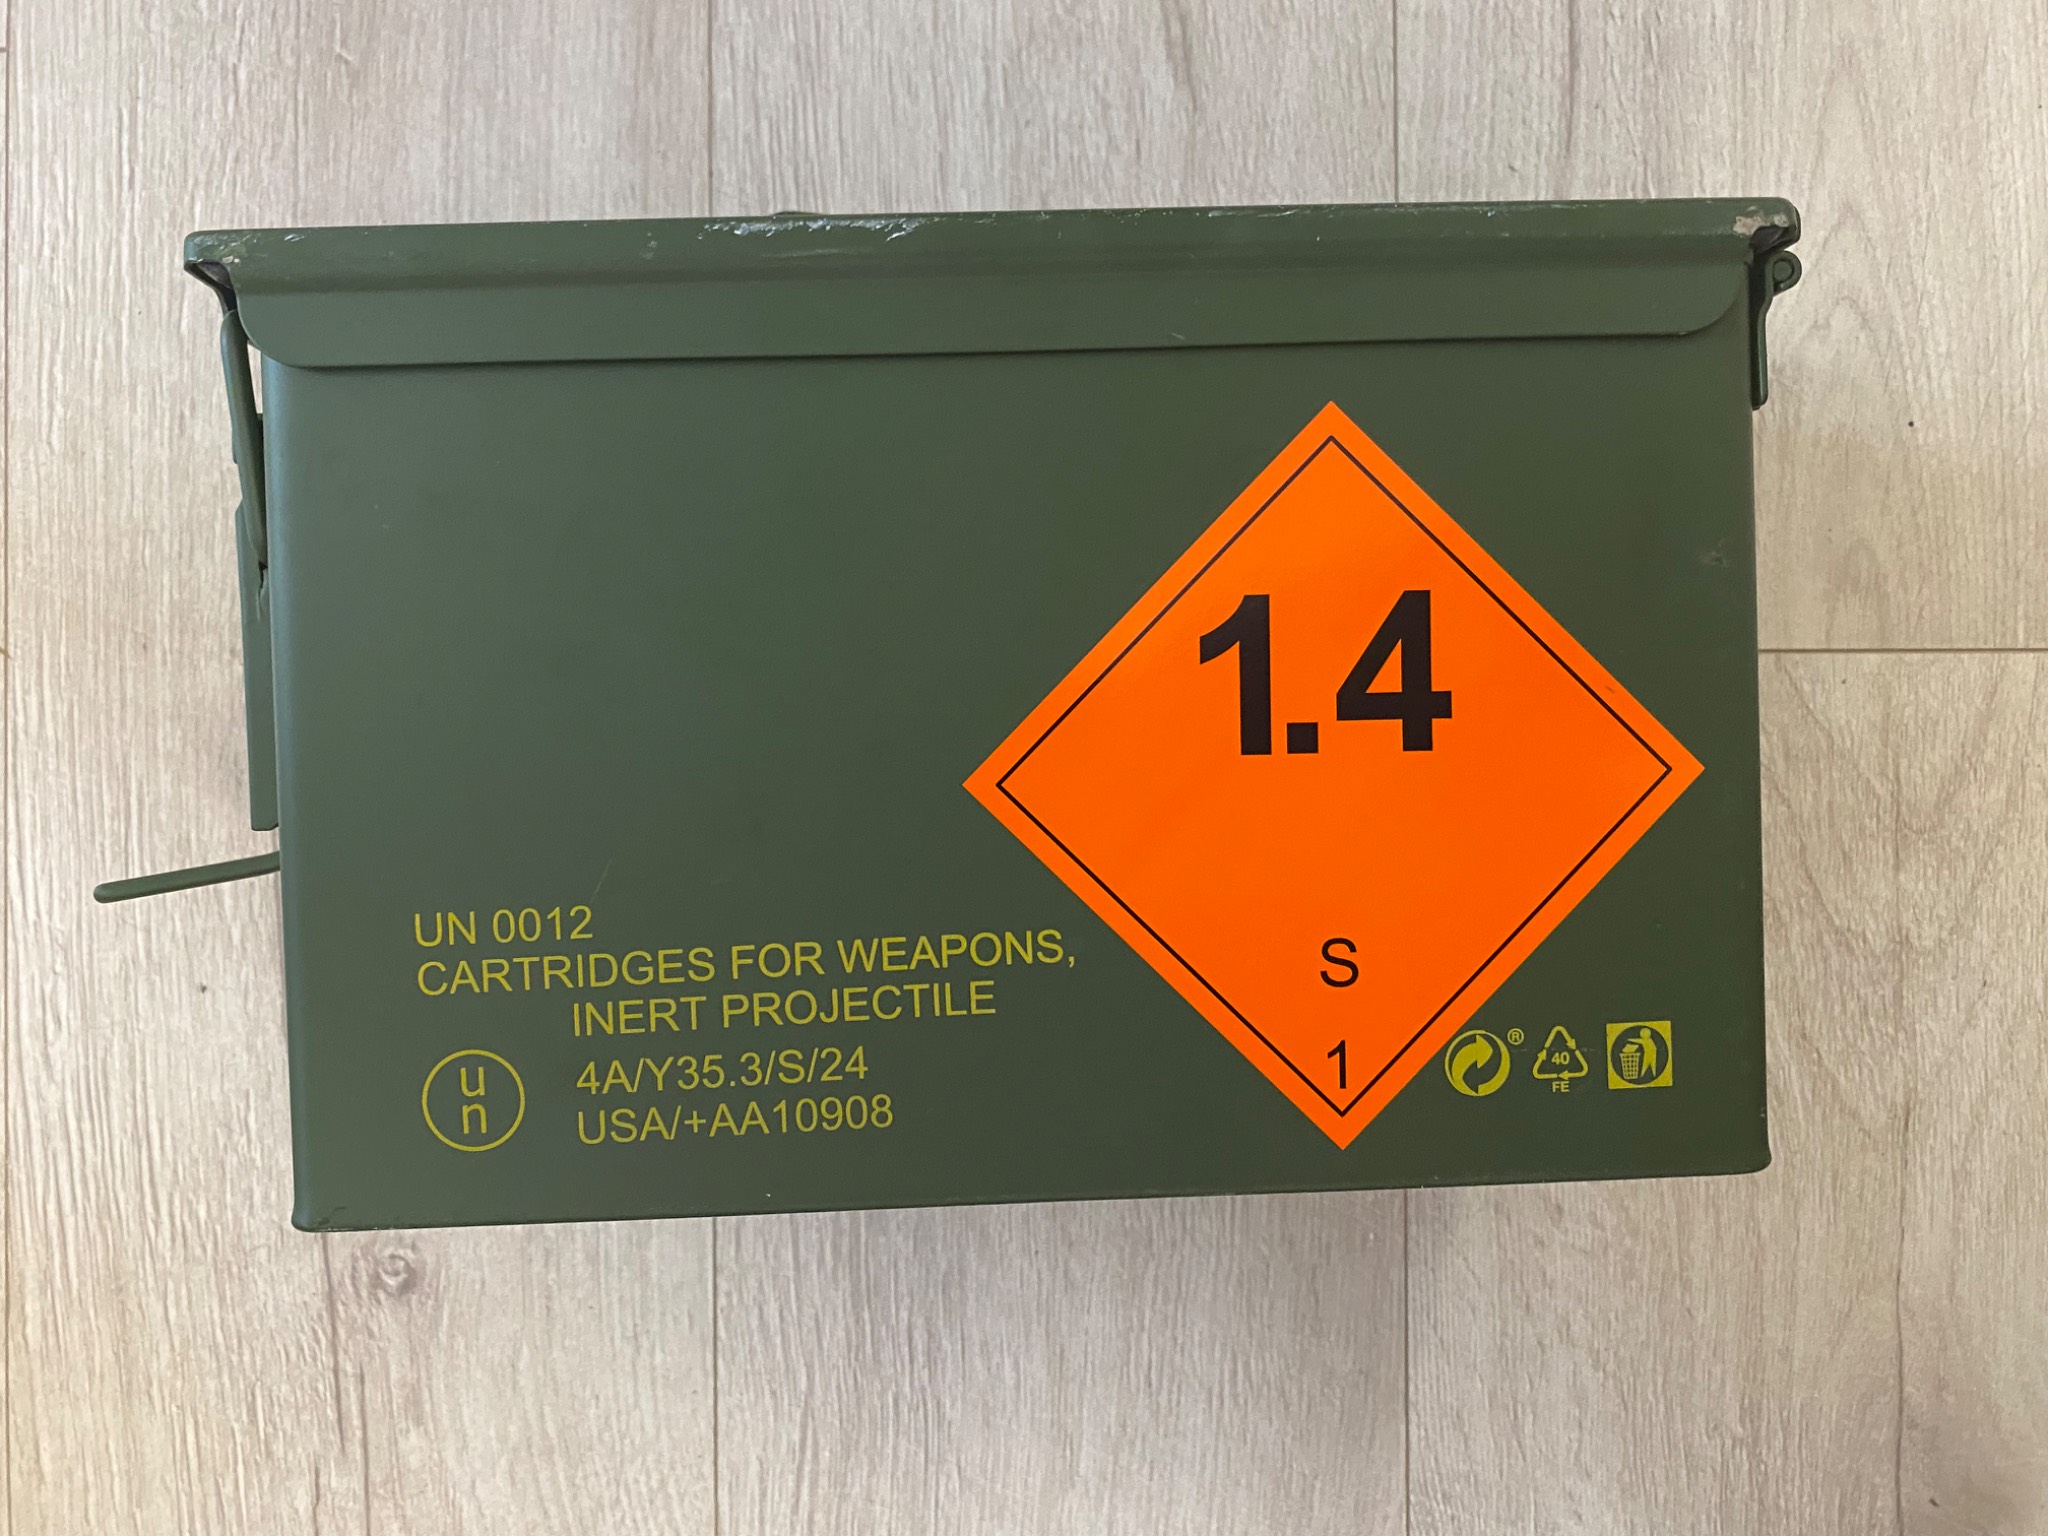 1.4
S
1
UN 0012
CARTRIDGES FOR WEAPONS,
INERT PROJECTILE
u
n
4A/Y35.3/S/24
USA/+AA10908
®
40
FE